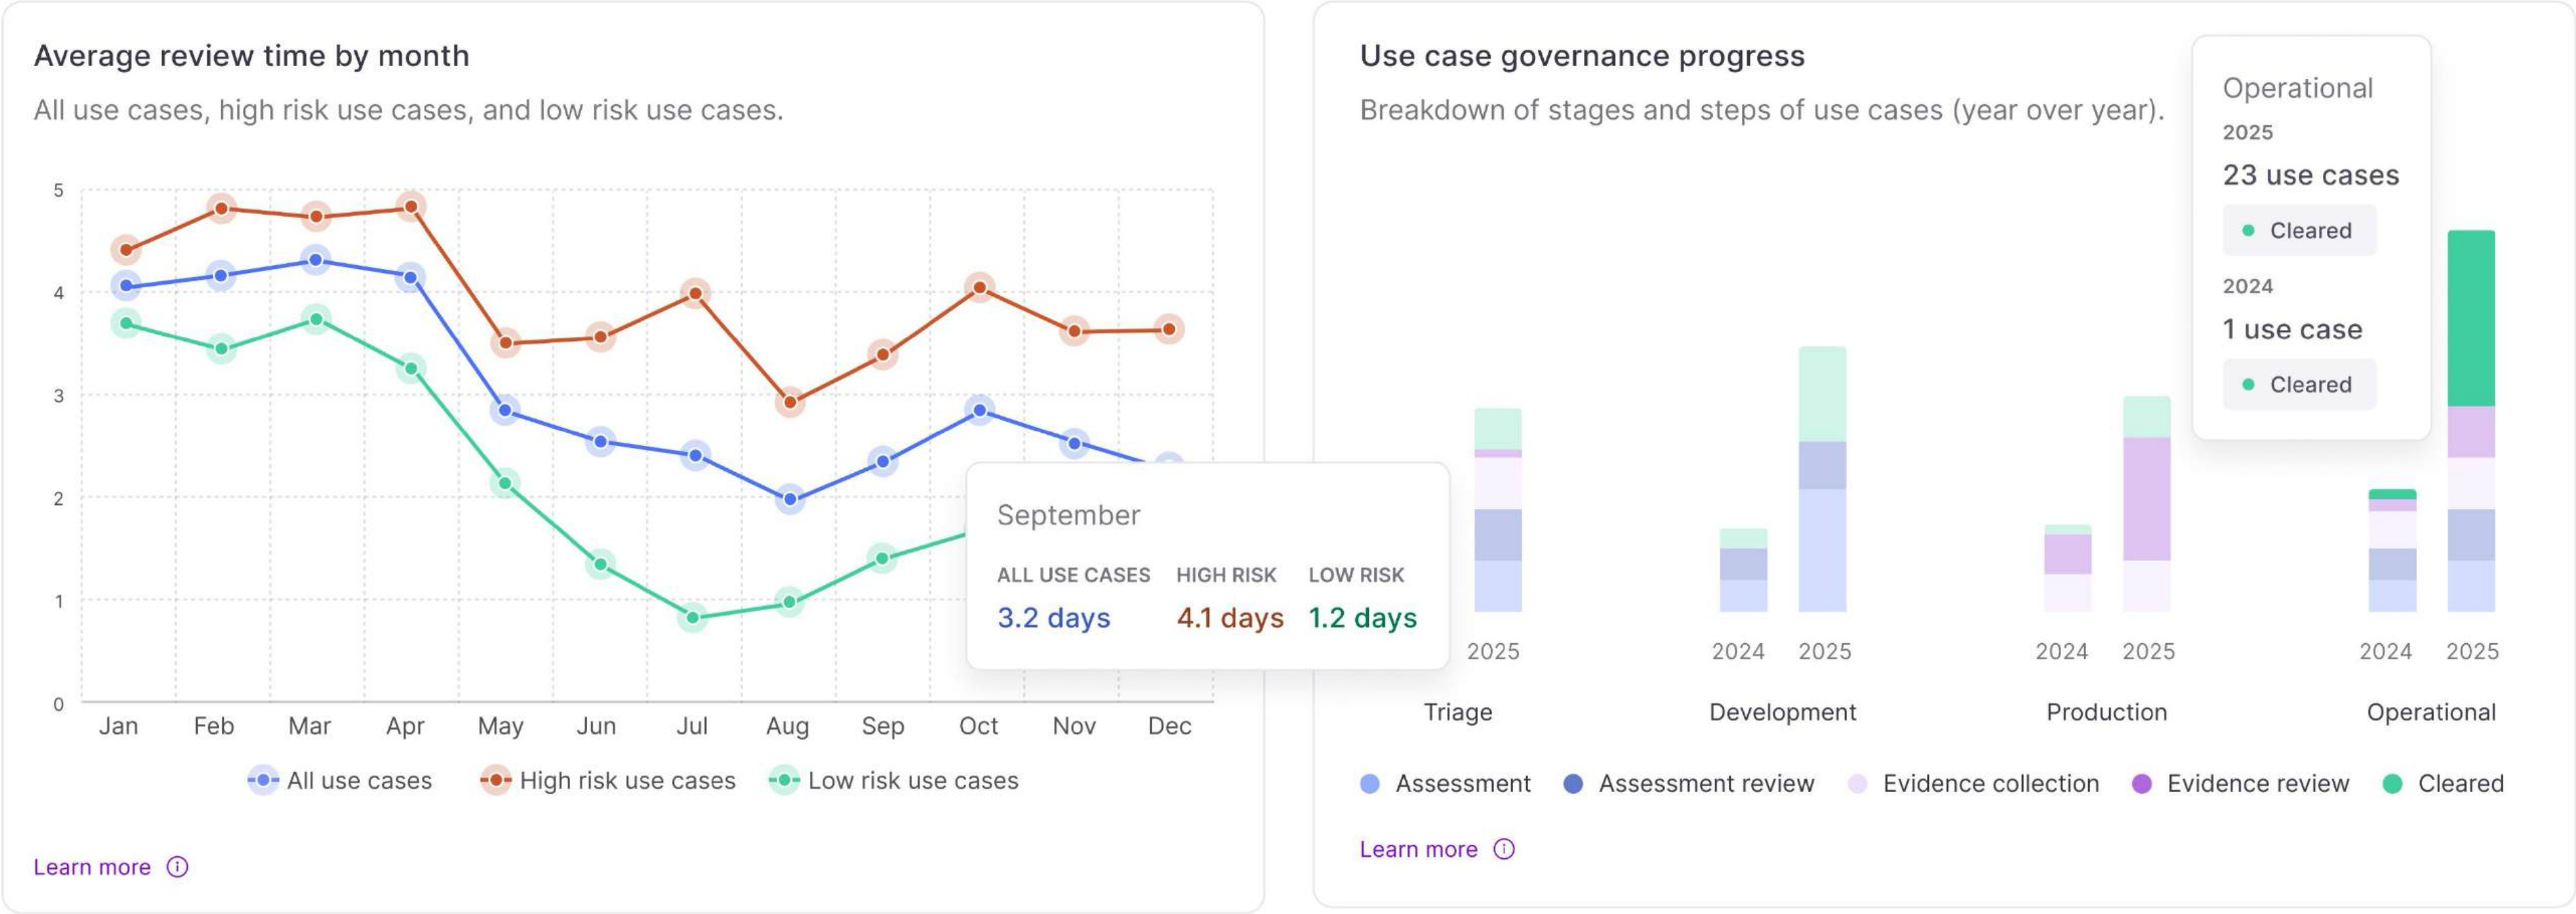 Average review time by month
All use cases, high risk use cases, and low risk use cases.
5
4
3
2
1
0
Jan Feb Mar Apr May Jun Jul Aug Sep Oct Nov Dec
All use cases High risk use cases Low risk use cases
Learn more
September
ALL USE CASES HIGH RISK LOW RISK
3.2 days 4.1 days 1.2 days
Use case governance progress
Breakdown of stages and steps of use cases (year over year).
Operational
2025
23 use cases
Cleared
2024
1 use case
Cleared
2025 2024 2025 2024 2025 2024 2025
Triage Development Production Operational
Assessment Assessment review Evidence collection Evidence review Cleared
Learn more